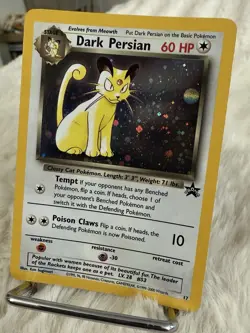 Evolves from Meowth Put Dark Persian on the Basic Pokémon
STAGE 1
Dark Persian 60 HP
Classy Cat Pokémon. Length: 3' 3", Weight: 71 lbs.
Tempt If your opponent has any Benched
Pokémon, flip a coin. If heads, choose 1 of
your opponent's Benched Pokémon and switch
it with the Defending Pokémon.
Poison Claws Flip a coin. If heads, the
Defending Pokémon is now Poisoned.
10
weakness
resistance
-30
retreat cost
Popular with women because of its beautiful fur. The leader
of the Rockets keeps one as a pet. LV. 28 #53
17